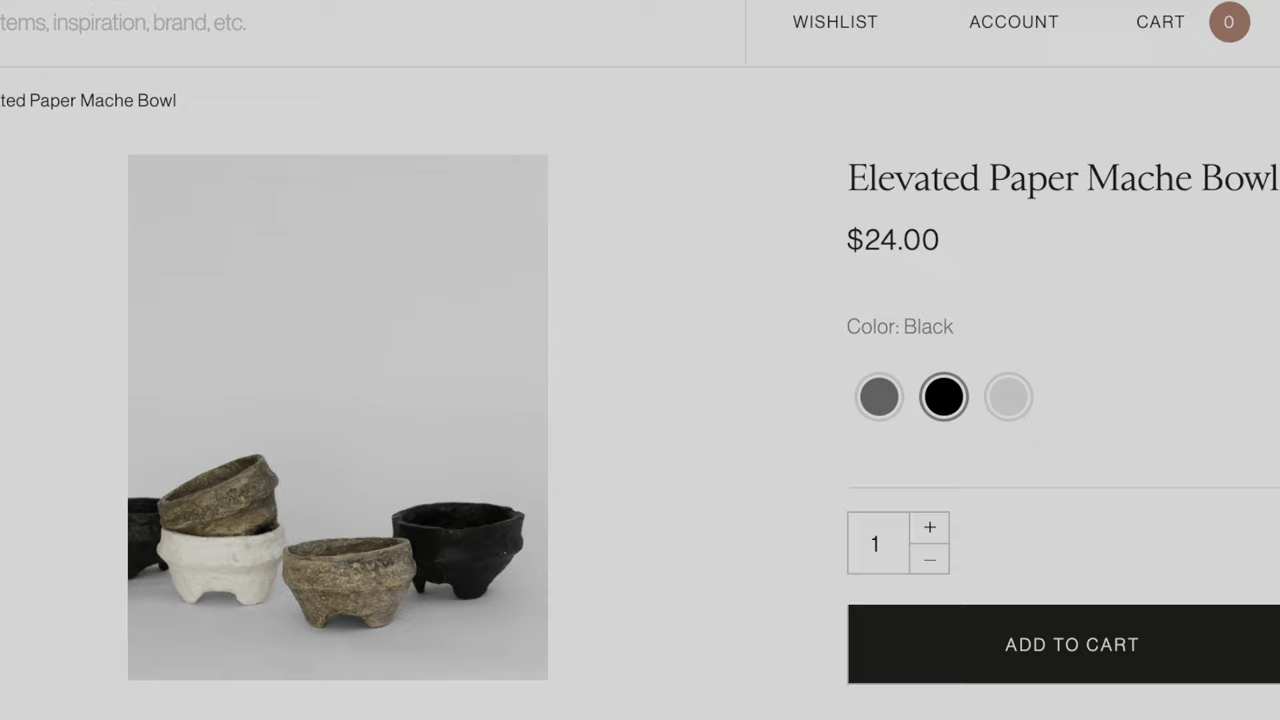 tems, inspiration, brand, etc.
WISHLIST
ACCOUNT
CART
0
ted Paper Mache Bowl
Elevated Paper Mache Bowl
$24.00
Color: Black
1
+
−
ADD TO CART